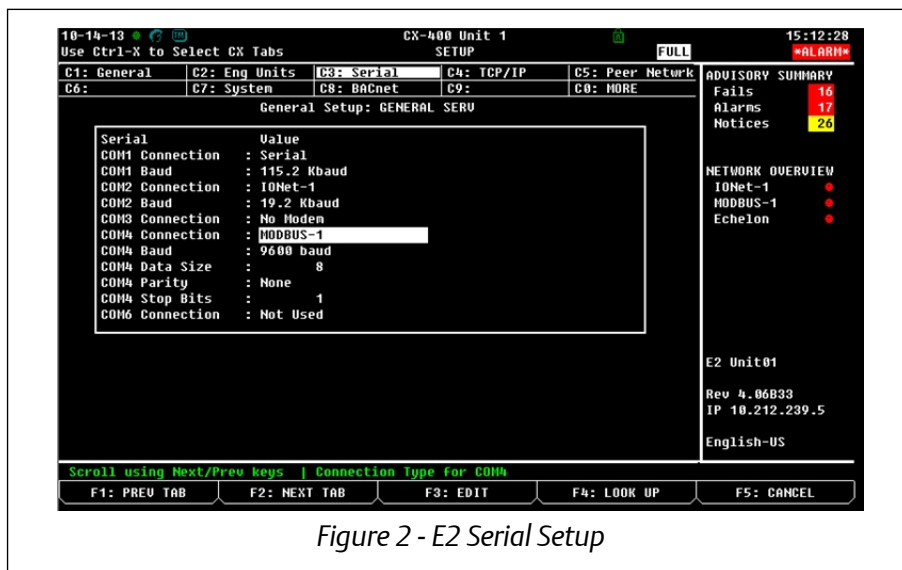 10-14-13 CX-400 Unit 1 15:12:28
Use Ctrl-X to Select CX Tabs SETUP FULL *ALARM*
C1: General C2: Eng Units C3: Serial C4: TCP/IP C5: Peer Netwrk
C6: C7: System C8: BACnet C9: C0: MORE
General Setup: GENERAL SERV
Serial Value
COM1 Connection : Serial
COM1 Baud : 115.2 Kbaud
COM2 Connection : IONet-1
COM2 Baud : 19.2 Kbaud
COM3 Connection : No Modem
COM4 Connection : MODBUS-1
COM4 Baud : 9600 baud
COM4 Data Size : 8
COM4 Parity : None
COM4 Stop Bits : 1
COM6 Connection : Not Used
ADVISORY SUMMARY
Fails 16
Alarms 17
Notices 26
NETWORK OVERVIEW
IONet-1
MODBUS-1
Echelon
E2 Unit01
Rev 4.06B33
IP 10.212.239.5
English-US
Scroll using Next/Prev keys | Connection Type for COM4
F1: PREV TAB F2: NEXT TAB F3: EDIT F4: LOOK UP F5: CANCEL
Figure 2 - E2 Serial Setup